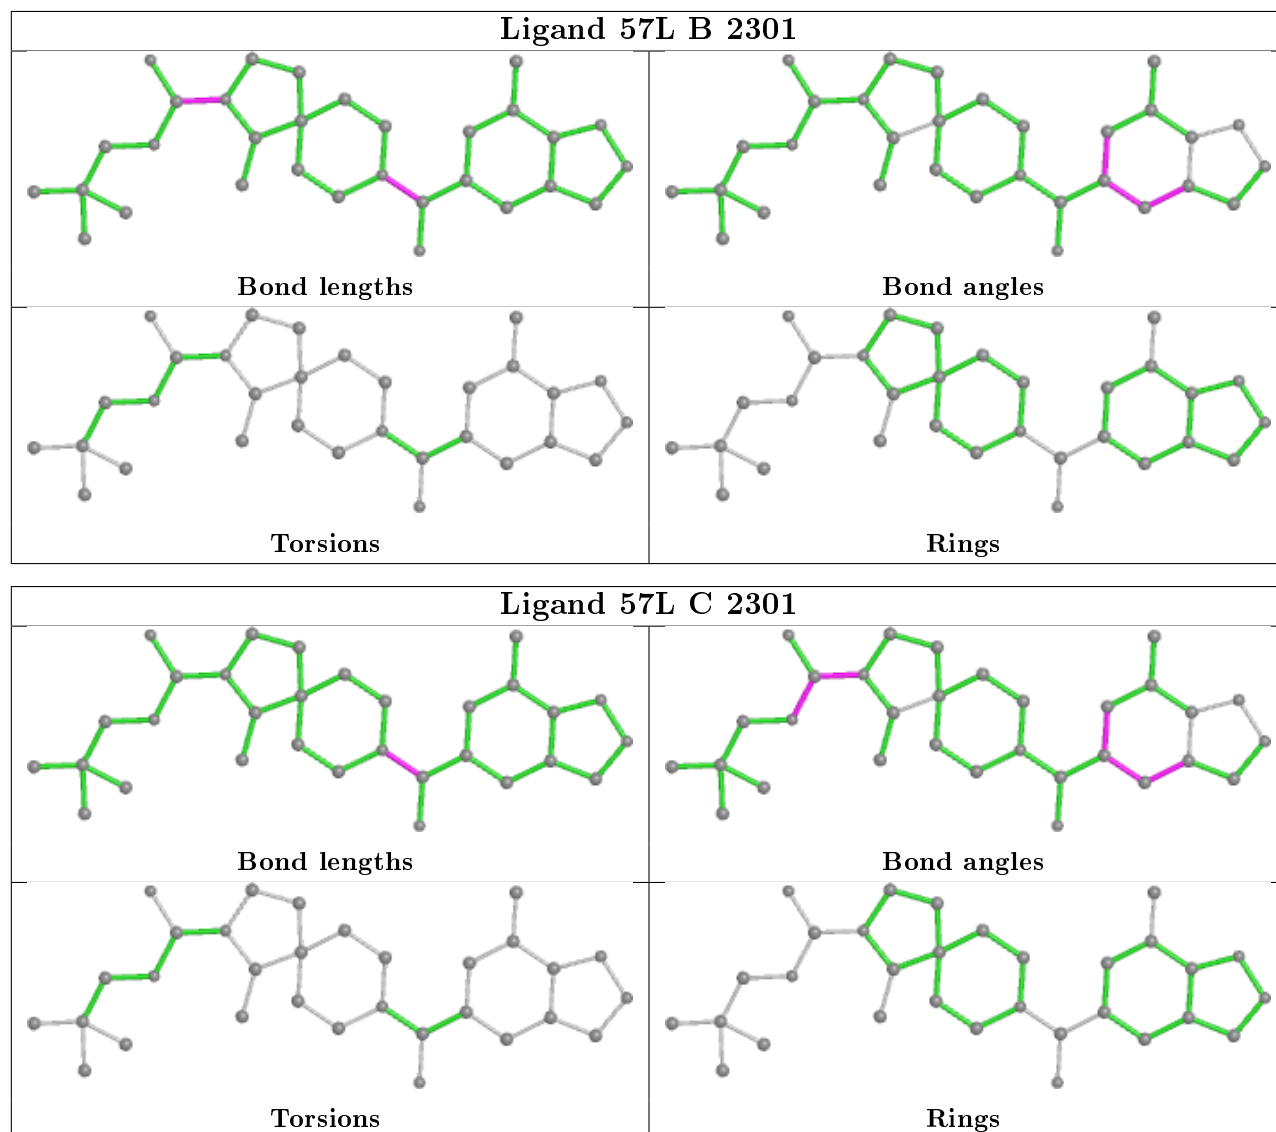 Ligand 57L B 2301
Bond lengths
Bond angles
Torsions
Rings
Ligand 57L C 2301
Bond lengths
Bond angles
Torsions
Rings